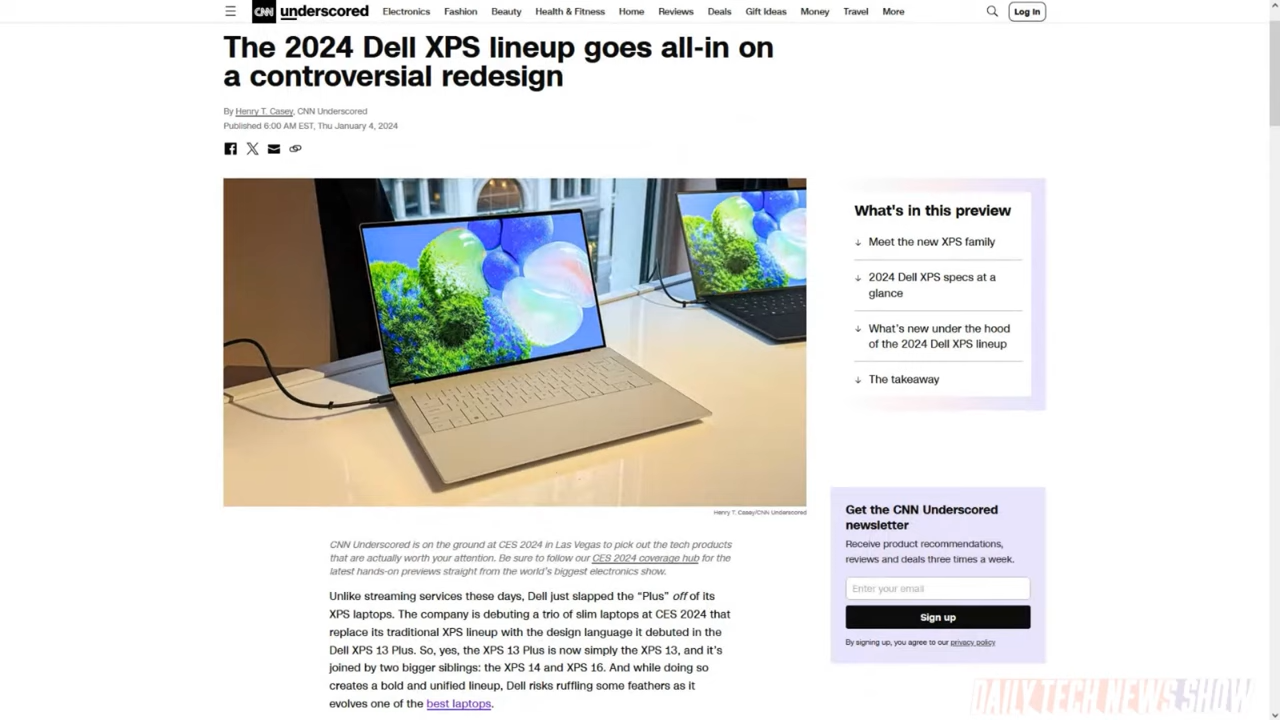 CNN underscored Electronics Fashion Beauty Health & Fitness Home Reviews Deals Gift Ideas Money Travel More Log In
The 2024 Dell XPS lineup goes all-in on
a controversial redesign
By Henry T. Casey, CNN Underscored
Published 6:00 AM EST, Thu January 4, 2024
What's in this preview
Meet the new XPS family
2024 Dell XPS specs at a
glance
What's new under the hood
of the 2024 Dell XPS lineup
The takeaway
Henry T. Casey/CNN Underscored
CNN Underscored is on the ground at CES 2024 in Las Vegas to pick out the tech products
that are actually worth your attention. Be sure to follow our CES 2024 coverage hub for the
latest hands-on previews straight from the world's biggest electronics show.
Unlike streaming services these days, Dell just slapped the “Plus” off of its
XPS laptops. The company is debuting a trio of slim laptops at CES 2024 that
replace its traditional XPS lineup with the design language it debuted in the
Dell XPS 13 Plus. So, yes, the XPS 13 Plus is now simply the XPS 13, and it's
joined by two bigger siblings: the XPS 14 and XPS 16. And while doing so
creates a bold and unified lineup, Dell risks ruffling some feathers as it
evolves one of the best laptops.
Get the CNN Underscored
newsletter
Receive product recommendations,
reviews and deals three times a week.
Enter your email
Sign up
By signing up, you agree to our privacy policy
DAILY TECH NEWS SHOW